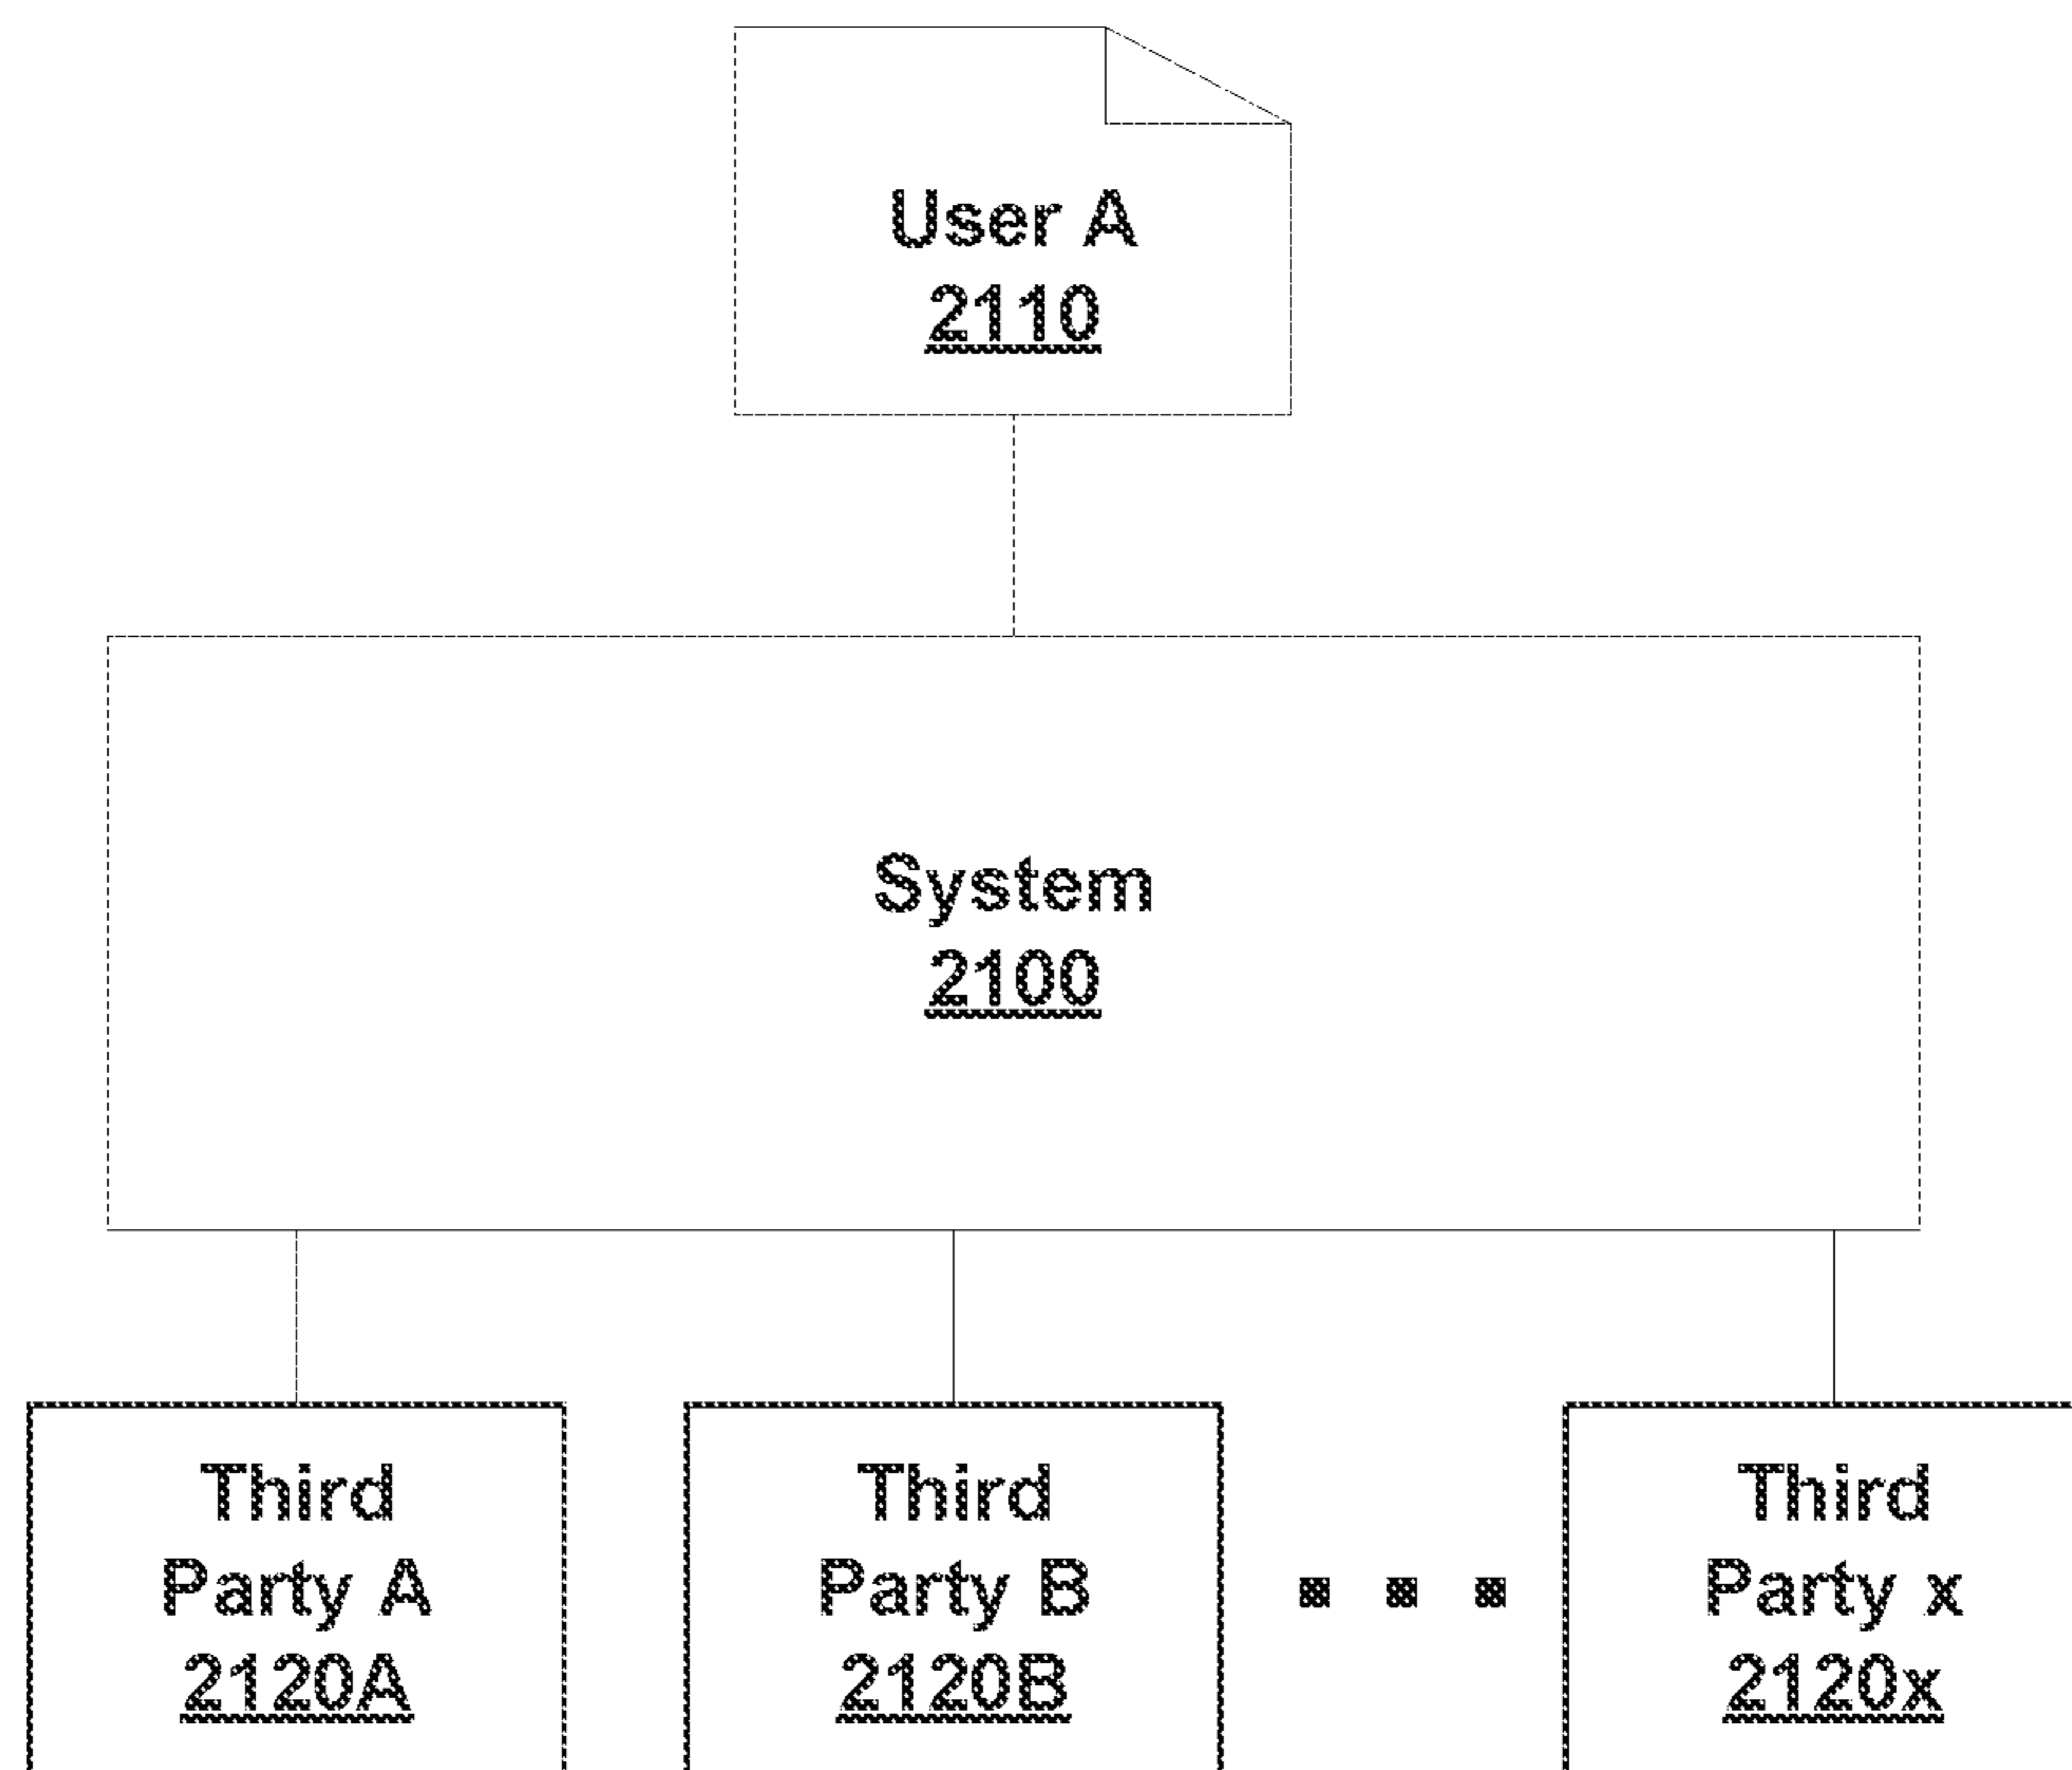 User A
2110
System
2100
Third
Party A
2120A
Third
Party B
2120B
Third
Party x
2120x